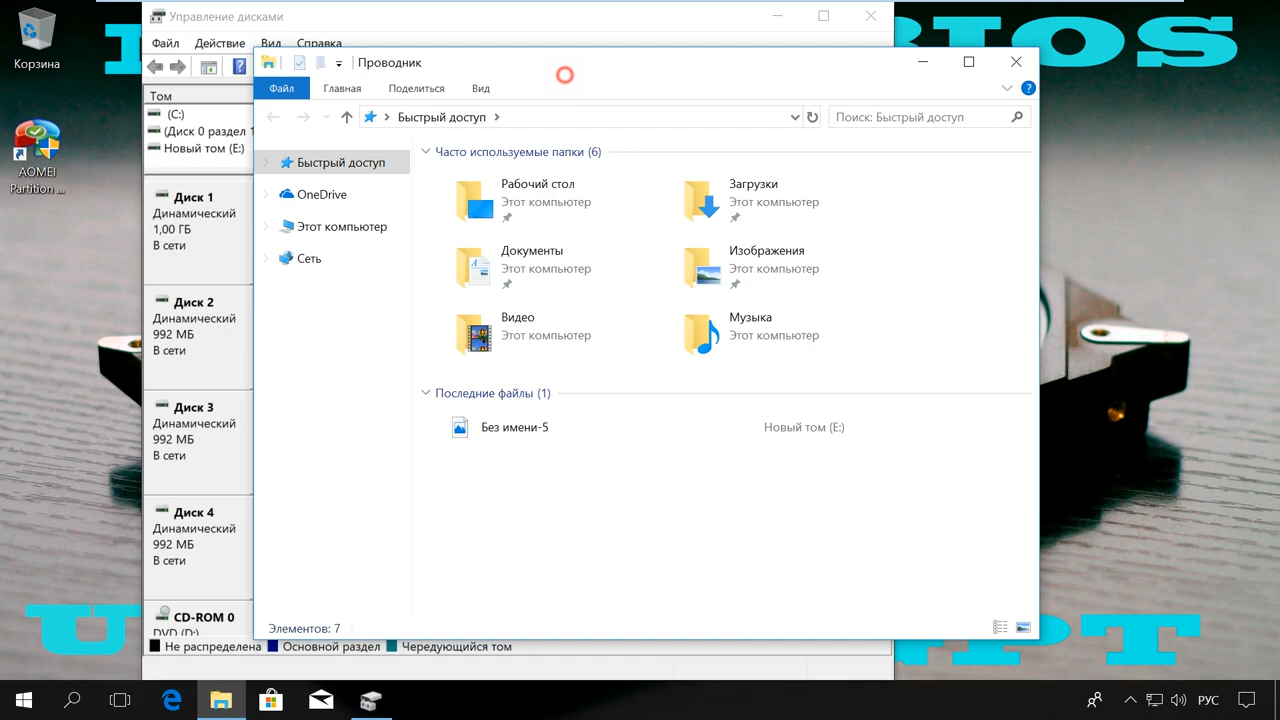 Корзина
AOMEI
Partition ...
Управление дисками
Файл Действие Вид Справка
Том
(C:)
(Диск 0 раздел 1
Новый том (E:)
Диск 1
Динамический
1,00 ГБ
В сети
Диск 2
Динамический
992 МБ
В сети
Диск 3
Динамический
992 МБ
В сети
Диск 4
Динамический
992 МБ
В сети
CD-ROM 0
DVD (D:)
Не распределена Основной раздел Чередующийся том
Проводник
Файл Главная Поделиться Вид
Быстрый доступ
Поиск: Быстрый доступ
Быстрый доступ
OneDrive
Этот компьютер
Сеть
Часто используемые папки (6)
Рабочий стол
Этот компьютер
Загрузки
Этот компьютер
Документы
Этот компьютер
Изображения
Этот компьютер
Видео
Этот компьютер
Музыка
Этот компьютер
Последние файлы (1)
Без имени-5 Новый том (E:)
Элементов: 7
BIOS
РУС